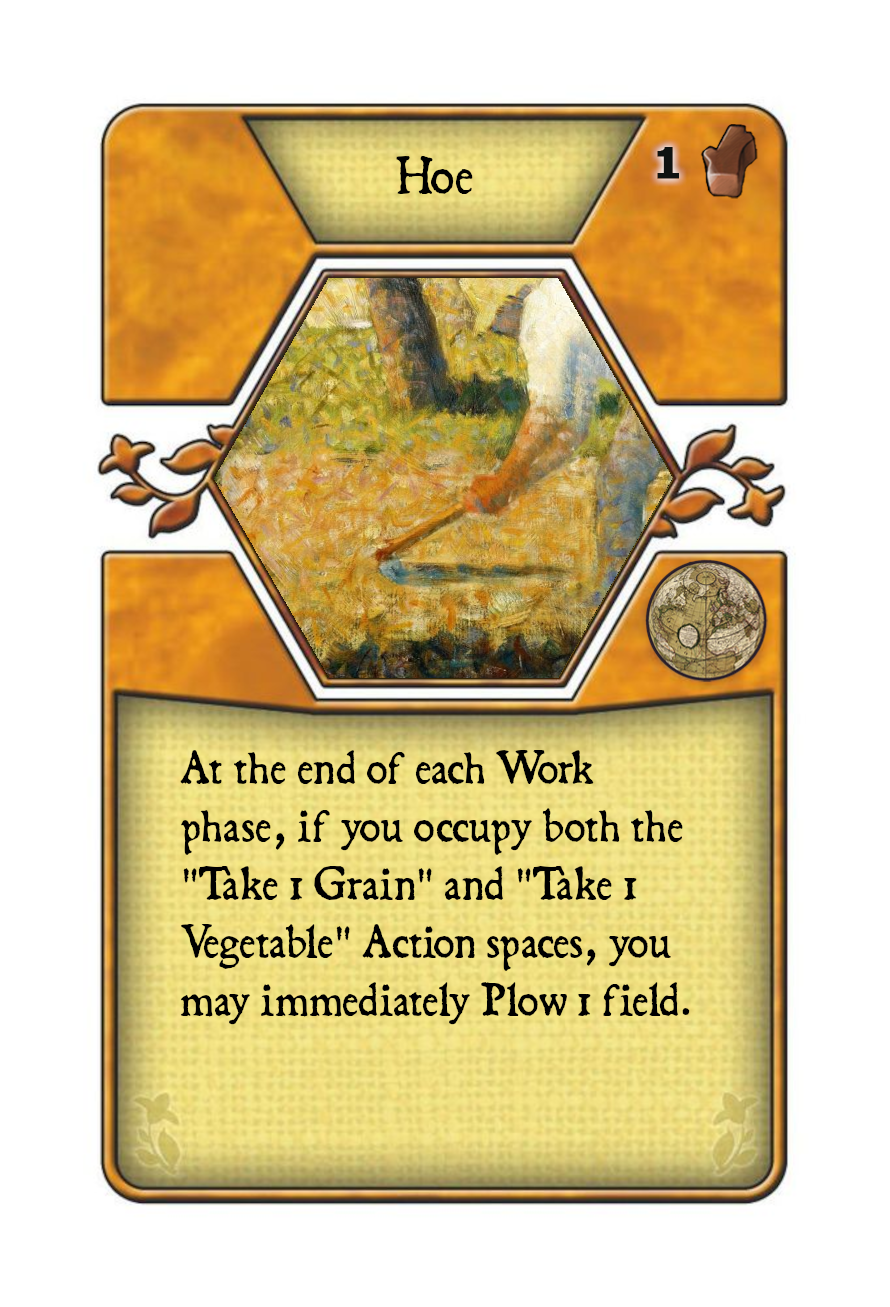 Hoe
1
At the end of each Work
phase, if you occupy both the
"Take 1 Grain" and "Take 1
Vegetable" Action spaces, you
may immediately Plow 1 field.